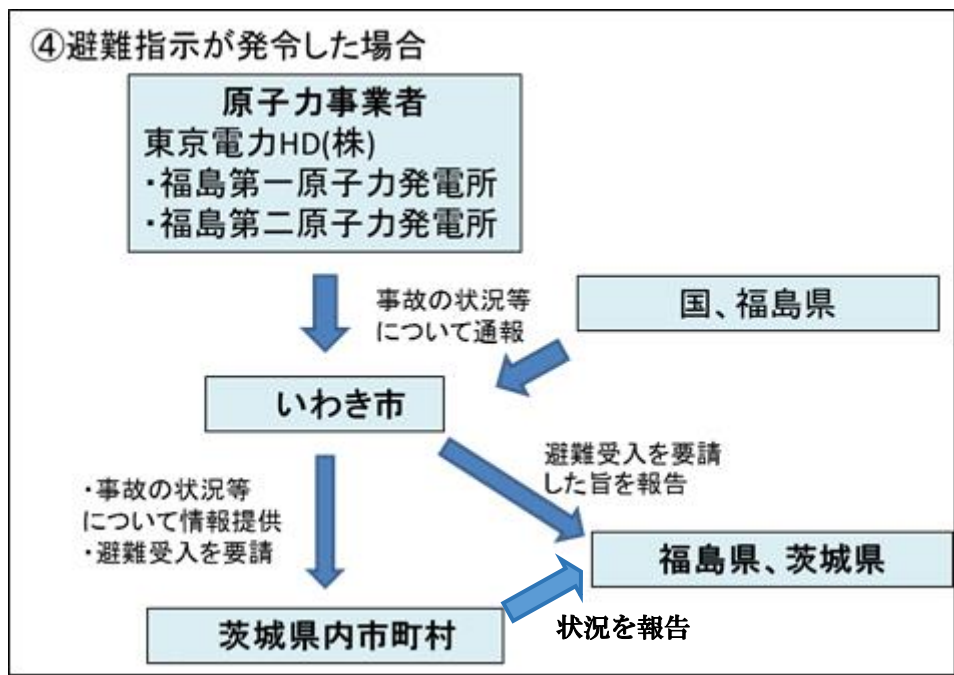 ④避難指示が発令した場合
原子力事業者
東京電力HD(株)
・福島第一原子力発電所
・福島第二原子力発電所
事故の状況等
について通報
国、福島県
いわき市
避難受入を要請
した旨を報告
・事故の状況等
について情報提供
・避難受入を要請
福島県、茨城県
茨城県内市町村
状況を報告